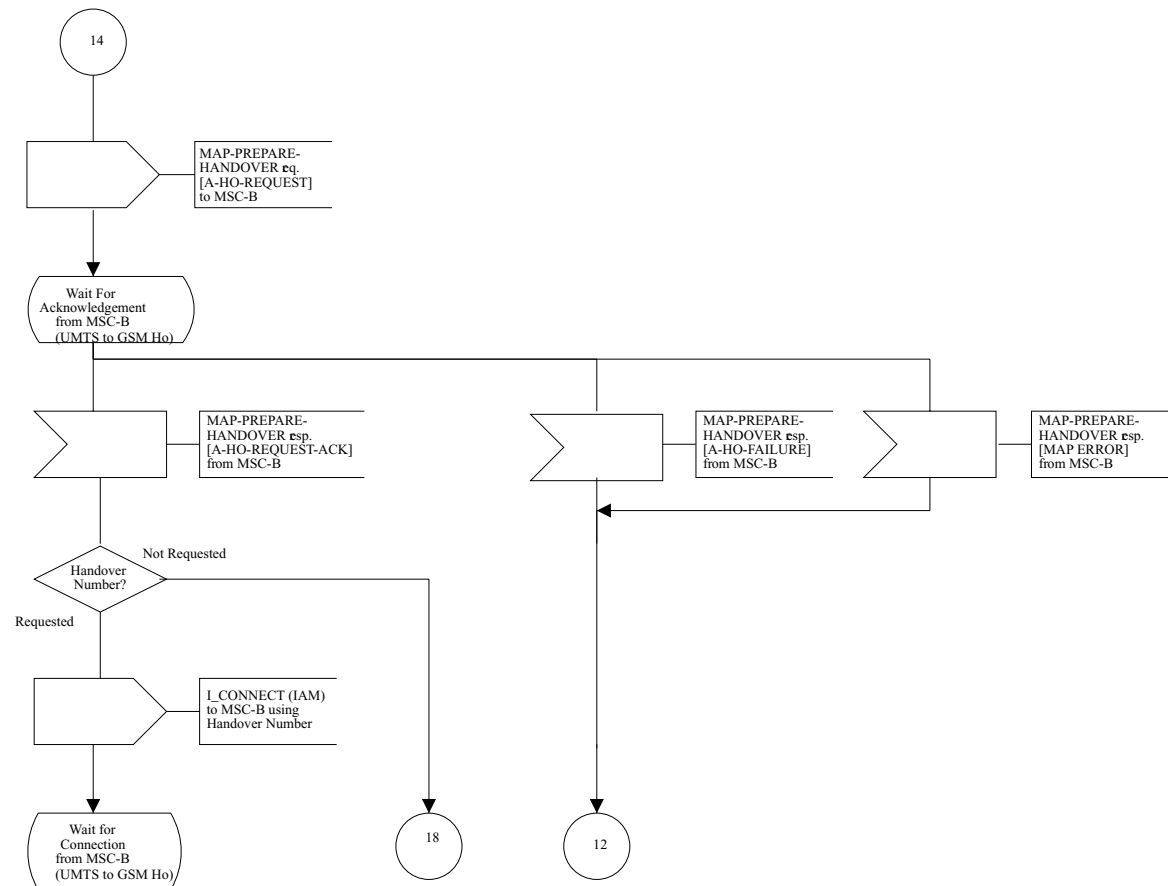 14
MAP-PREPARE-
HANDOVER req.
[A-HO-REQUEST]
to MSC-B
Wait For
Acknowledgement
from MSC-B
(UMTS to GSM Ho)
MAP-PREPARE-
HANDOVER resp.
[A-HO-REQUEST-ACK]
from MSC-B
MAP-PREPARE-
HANDOVER resp.
[A-HO-FAILURE]
from MSC-B
MAP-PREPARE-
HANDOVER resp.
[MAP ERROR]
from MSC-B
Not Requested
Handover
Number?
Requested
I_CONNECT (IAM)
to MSC-B using
Handover Number
Wait for
Connection
from MSC-B
(UMTS to GSM Ho)
18
12